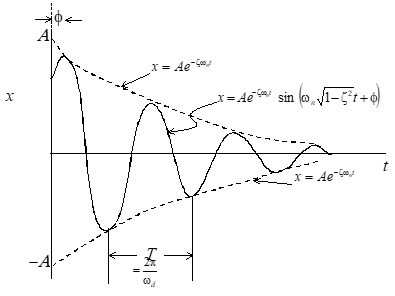 ϕ
A
x = Ae^{-ζω_n t}
x
x = Ae^{-ζω_n t} sin (ω_n √1-ζ² t + ϕ)
t
x = Ae^{-ζω_n t}
-A
T
= 2π/ω_d